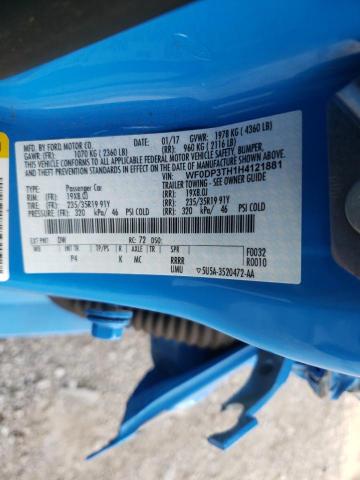 MFD. BY FORD MOTOR CO. DATE: 01/17 GVWR: 1978 KG ( 4360 LB)
GAWR: (FR): 1070 KG ( 2360 LB) (RR): 960 KG ( 2116 LB)
THIS VEHICLE CONFORMS TO ALL APPLICABLE FEDERAL MOTOR VEHICLE SAFETY, BUMPER,
AND THEFT PREVENTION STANDARDS IN EFFECT ON THE DATE OF MANUFACTURE SHOWN ABOVE.
VIN: WF0DP3TH1H4121881
TYPE: Passenger Car TRAILER TOWING - SEE OWNER GUIDE
(FR): 19X8.0J (RR): 19X8.0J
(FR): 235/35R19 91Y (RR): 235/35R19 91Y
(FR): 320 kPa/ 46 PSI COLD (RR): 320 kPa/ 46 PSI COLD
EXT PNT: DW RC: 72 DSO: F0032
WB INT TR TP/PS R AXLE TR SPR R0010
P4 K MC RRRR
UMU 5U5A-3520472-AA